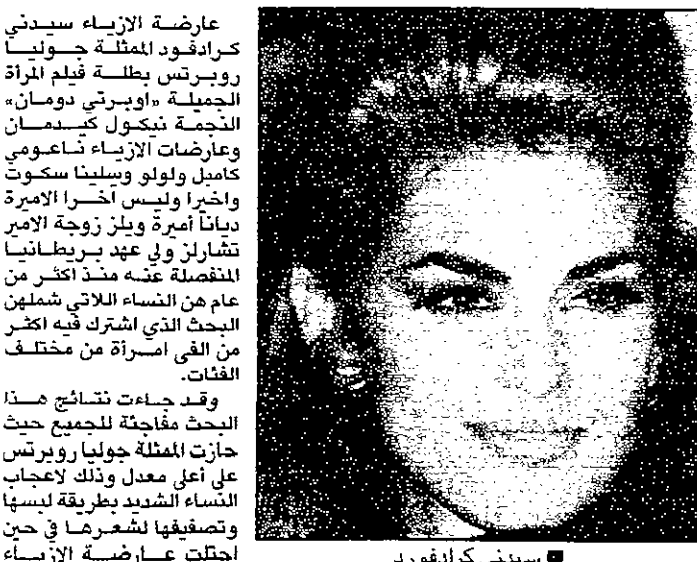 عارضة الازياء سيدني
كرادفود الممثلة جوليا
روبرتس بطلة فيلم المرأة
الجميلة «اوبرتي دومان»
النجمة نيكول كيدمان
وعارضات الازياء ناعومي
كامبل ولولو وسلينا سكوت
واخيرا وليس آخرا الاميرة
ديانا أميرة ويلز زوجة الامير
تشارلز ولي عهد بريطانيا
المنفصلة عنه منذ اكثر من
عام هن النساء اللاتي شملهن
البحث الذي اشترك فيه اكثر
من الفي امرأة من مختلف
الفئات.
وقد جاءت نتائج هذا
البحث مفاجئة للجميع حيث
حازت الممثلة جوليا روبرتس
على أعلى معدل وذلك لاعجاب
النساء الشديد بطريقة لبسها
وتصفيفها لشعرها في حين
احتلت عارضة الازياء
سيدني كرادفورد